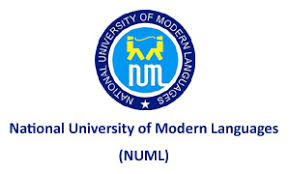 NATIONAL UNIVERSITY OF MODERN LANGUAGES
NUML
National University of Modern Languages
(NUML)